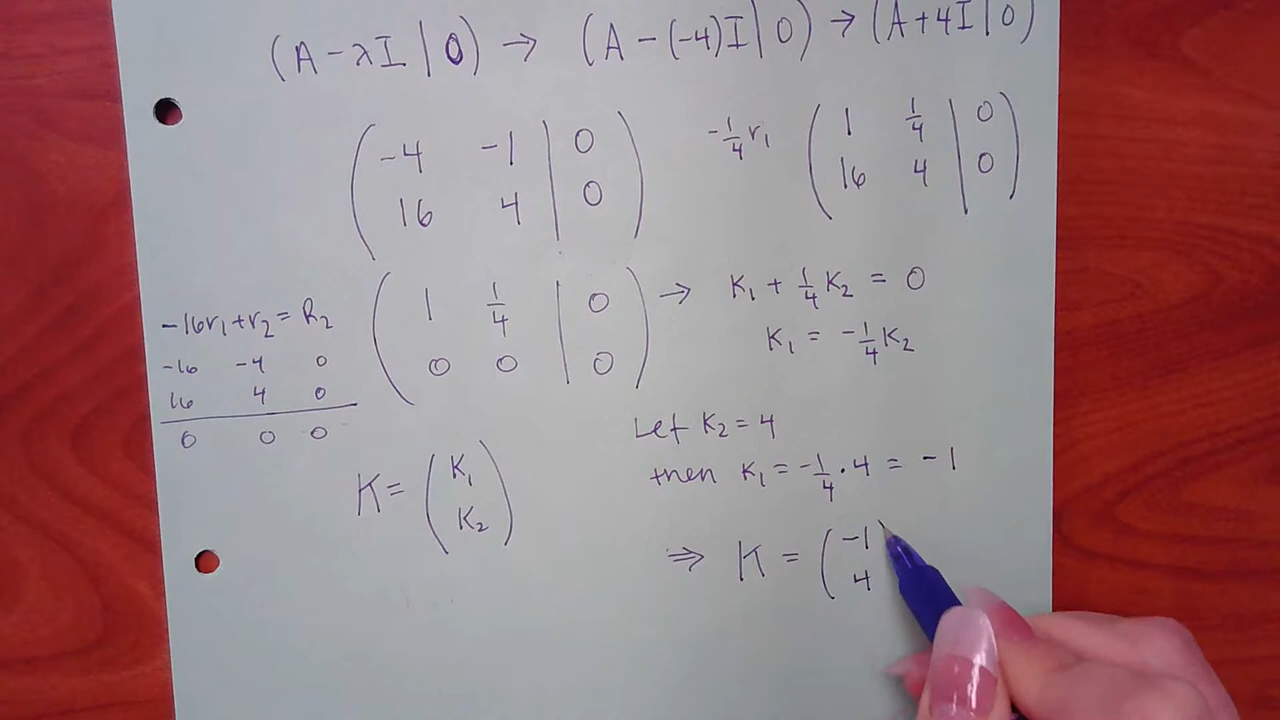 (A - λI | 0) → (A - (-4)I | 0) → (A + 4I | 0)
( -4 -1 | 0 )
( 16 4 | 0 )
-1/4 r₁ ( 1 1/4 | 0 )
( 16 4 | 0 )
-16r₁ + r₂ = R₂
-16 -4 0
16 4 0
0 0 0
( 1 1/4 | 0 ) → K₁ + 1/4 K₂ = 0
( 0 0 | 0 )
K₁ = -1/4 K₂
Let K₂ = 4
then K₁ = -1/4 · 4 = -1
K = ( K₁
K₂ )
⇒ K = ( -1
4